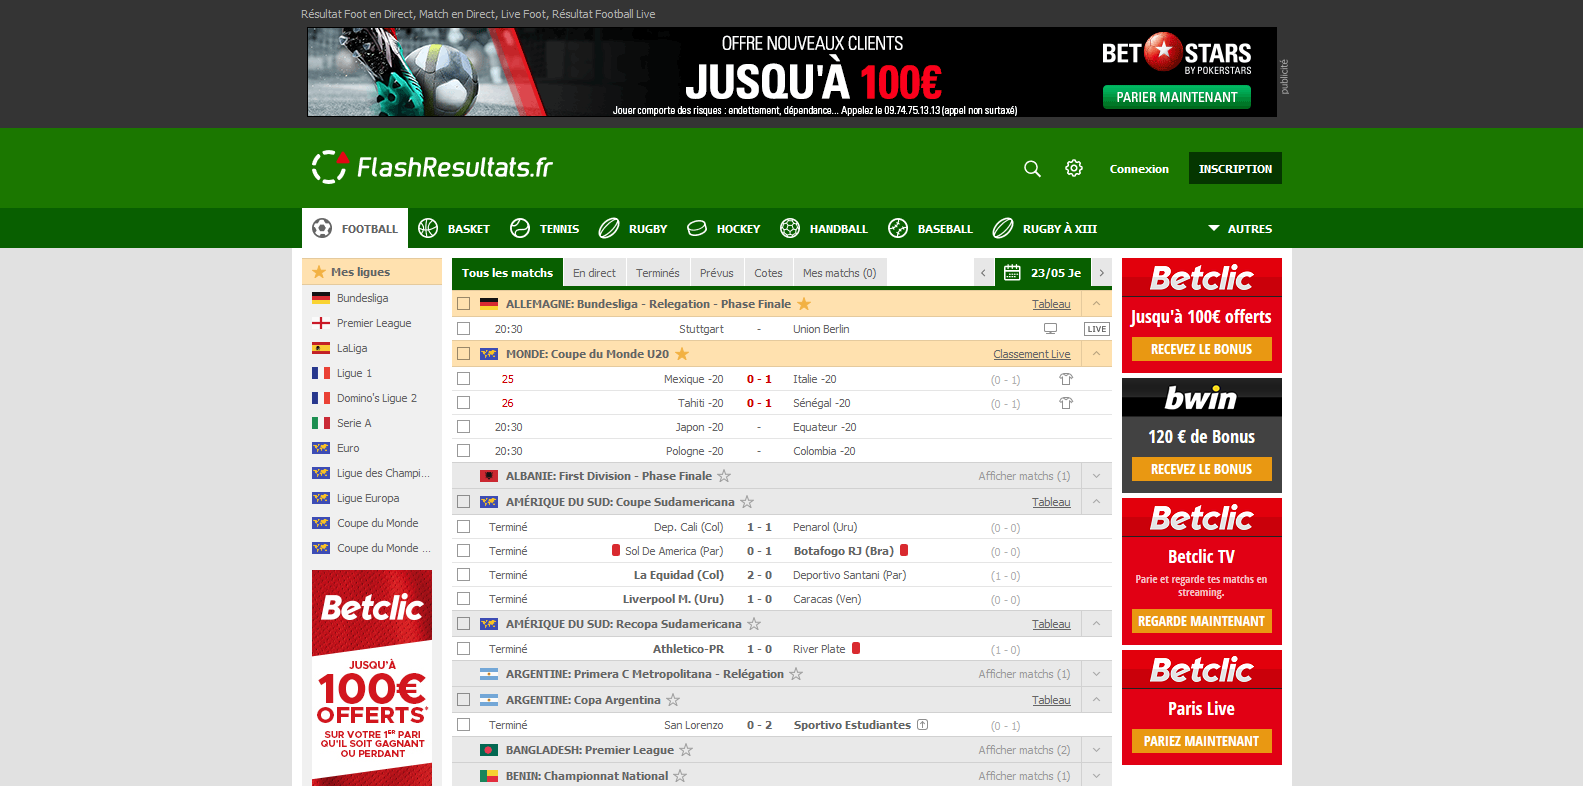 Résultat Foot en Direct, Match en Direct, Live Foot, Résultat Football Live
OFFRE NOUVEAUX CLIENTS
JUSQU'À 100€
Jouer comporte des risques : endettement, dépendance... Appelez le 09.74.75.13.13 (appel non surtaxé)
BET STARS
BY POKERSTARS
PARIER MAINTENANT
publicité
FlashResultats.fr
Connexion
INSCRIPTION
FOOTBALL BASKET TENNIS RUGBY HOCKEY HANDBALL BASEBALL RUGBY À XIII AUTRES
Mes ligues
Bundesliga
Premier League
LaLiga
Ligue 1
Domino's Ligue 2
Serie A
Euro
Ligue des Champi...
Ligue Europa
Coupe du Monde
Coupe du Monde ...
Betclic
JUSQU'À
100€
OFFERTS*
SUR VOTRE 1ER PARI
QU'IL SOIT GAGNANT
OU PERDANT
Tous les matchs En direct Terminés Prévus Cotes Mes matchs (0) 23/05 Je
ALLEMAGNE: Bundesliga - Relegation - Phase Finale Tableau
20:30 Stuttgart - Union Berlin LIVE
MONDE: Coupe du Monde U20 Classement Live
25 Mexique -20 0 - 1 Italie -20 (0 - 1)
26 Tahiti -20 0 - 1 Sénégal -20 (0 - 1)
20:30 Japon -20 - Equateur -20
20:30 Pologne -20 - Colombia -20
ALBANIE: First Division - Phase Finale Afficher matchs (1)
AMÉRIQUE DU SUD: Coupe Sudamericana Tableau
Terminé Dep. Cali (Col) 1 - 1 Penarol (Uru) (0 - 0)
Terminé Sol De America (Par) 0 - 1 Botafogo RJ (Bra) (0 - 0)
Terminé La Equidad (Col) 2 - 0 Deportivo Santani (Par) (1 - 0)
Terminé Liverpool M. (Uru) 1 - 0 Caracas (Ven) (0 - 0)
AMÉRIQUE DU SUD: Recopa Sudamericana Tableau
Terminé Athletico-PR 1 - 0 River Plate (1 - 0)
ARGENTINE: Primera C Metropolitana - Relégation Afficher matchs (1)
ARGENTINE: Copa Argentina Tableau
Terminé San Lorenzo 0 - 2 Sportivo Estudiantes (0 - 1)
BANGLADESH: Premier League Afficher matchs (2)
BENIN: Championnat National Afficher matchs (1)
Betclic
Jusqu'à 100€ offerts
RECEVEZ LE BONUS
bwin
120 € de Bonus
RECEVEZ LE BONUS
Betclic
Betclic TV
Parie et regarde tes matchs en
streaming.
REGARDE MAINTENANT
Betclic
Paris Live
PARIEZ MAINTENANT